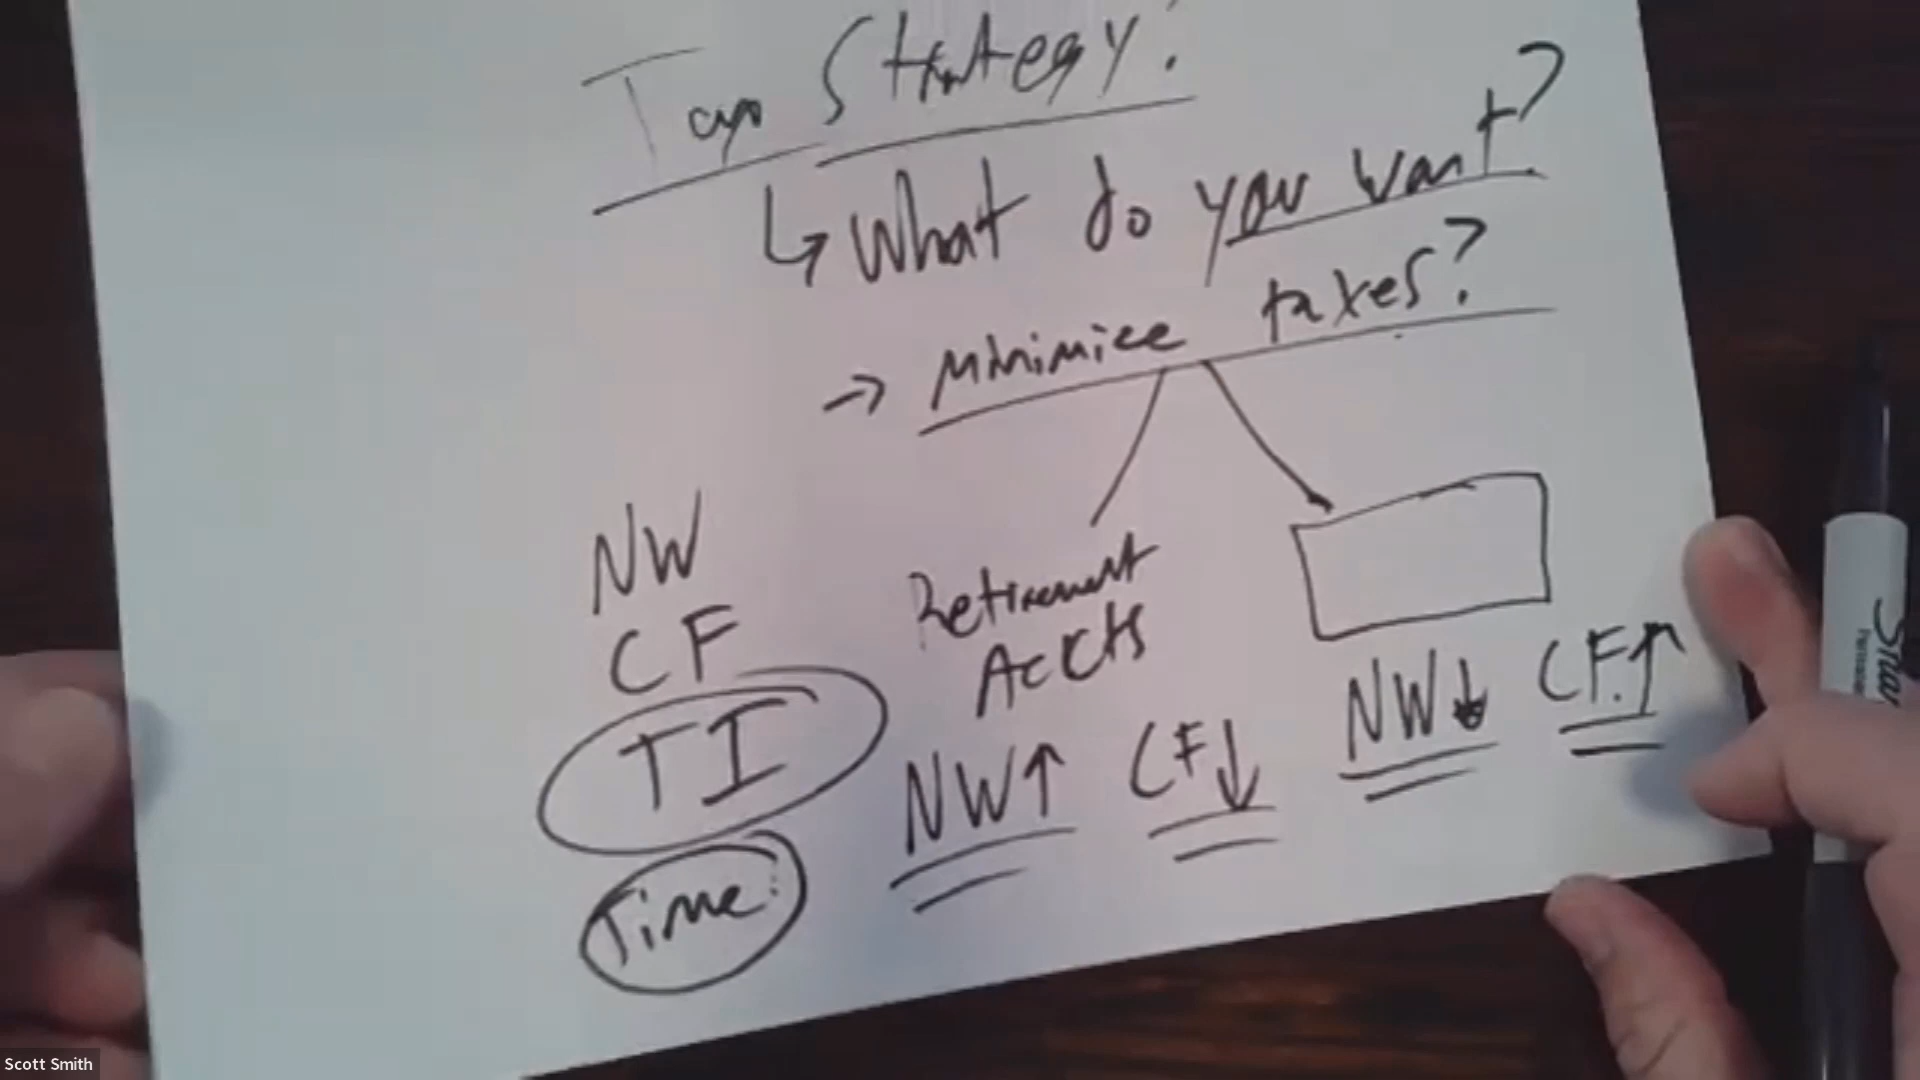 Tax Strategy:
↳ What do you want?
→ Minimize taxes?
NW
CF
TI
Time:
Retirement
Accts
NW↑ CF↓
NW↓ CF↑
Sha
Scott Smith